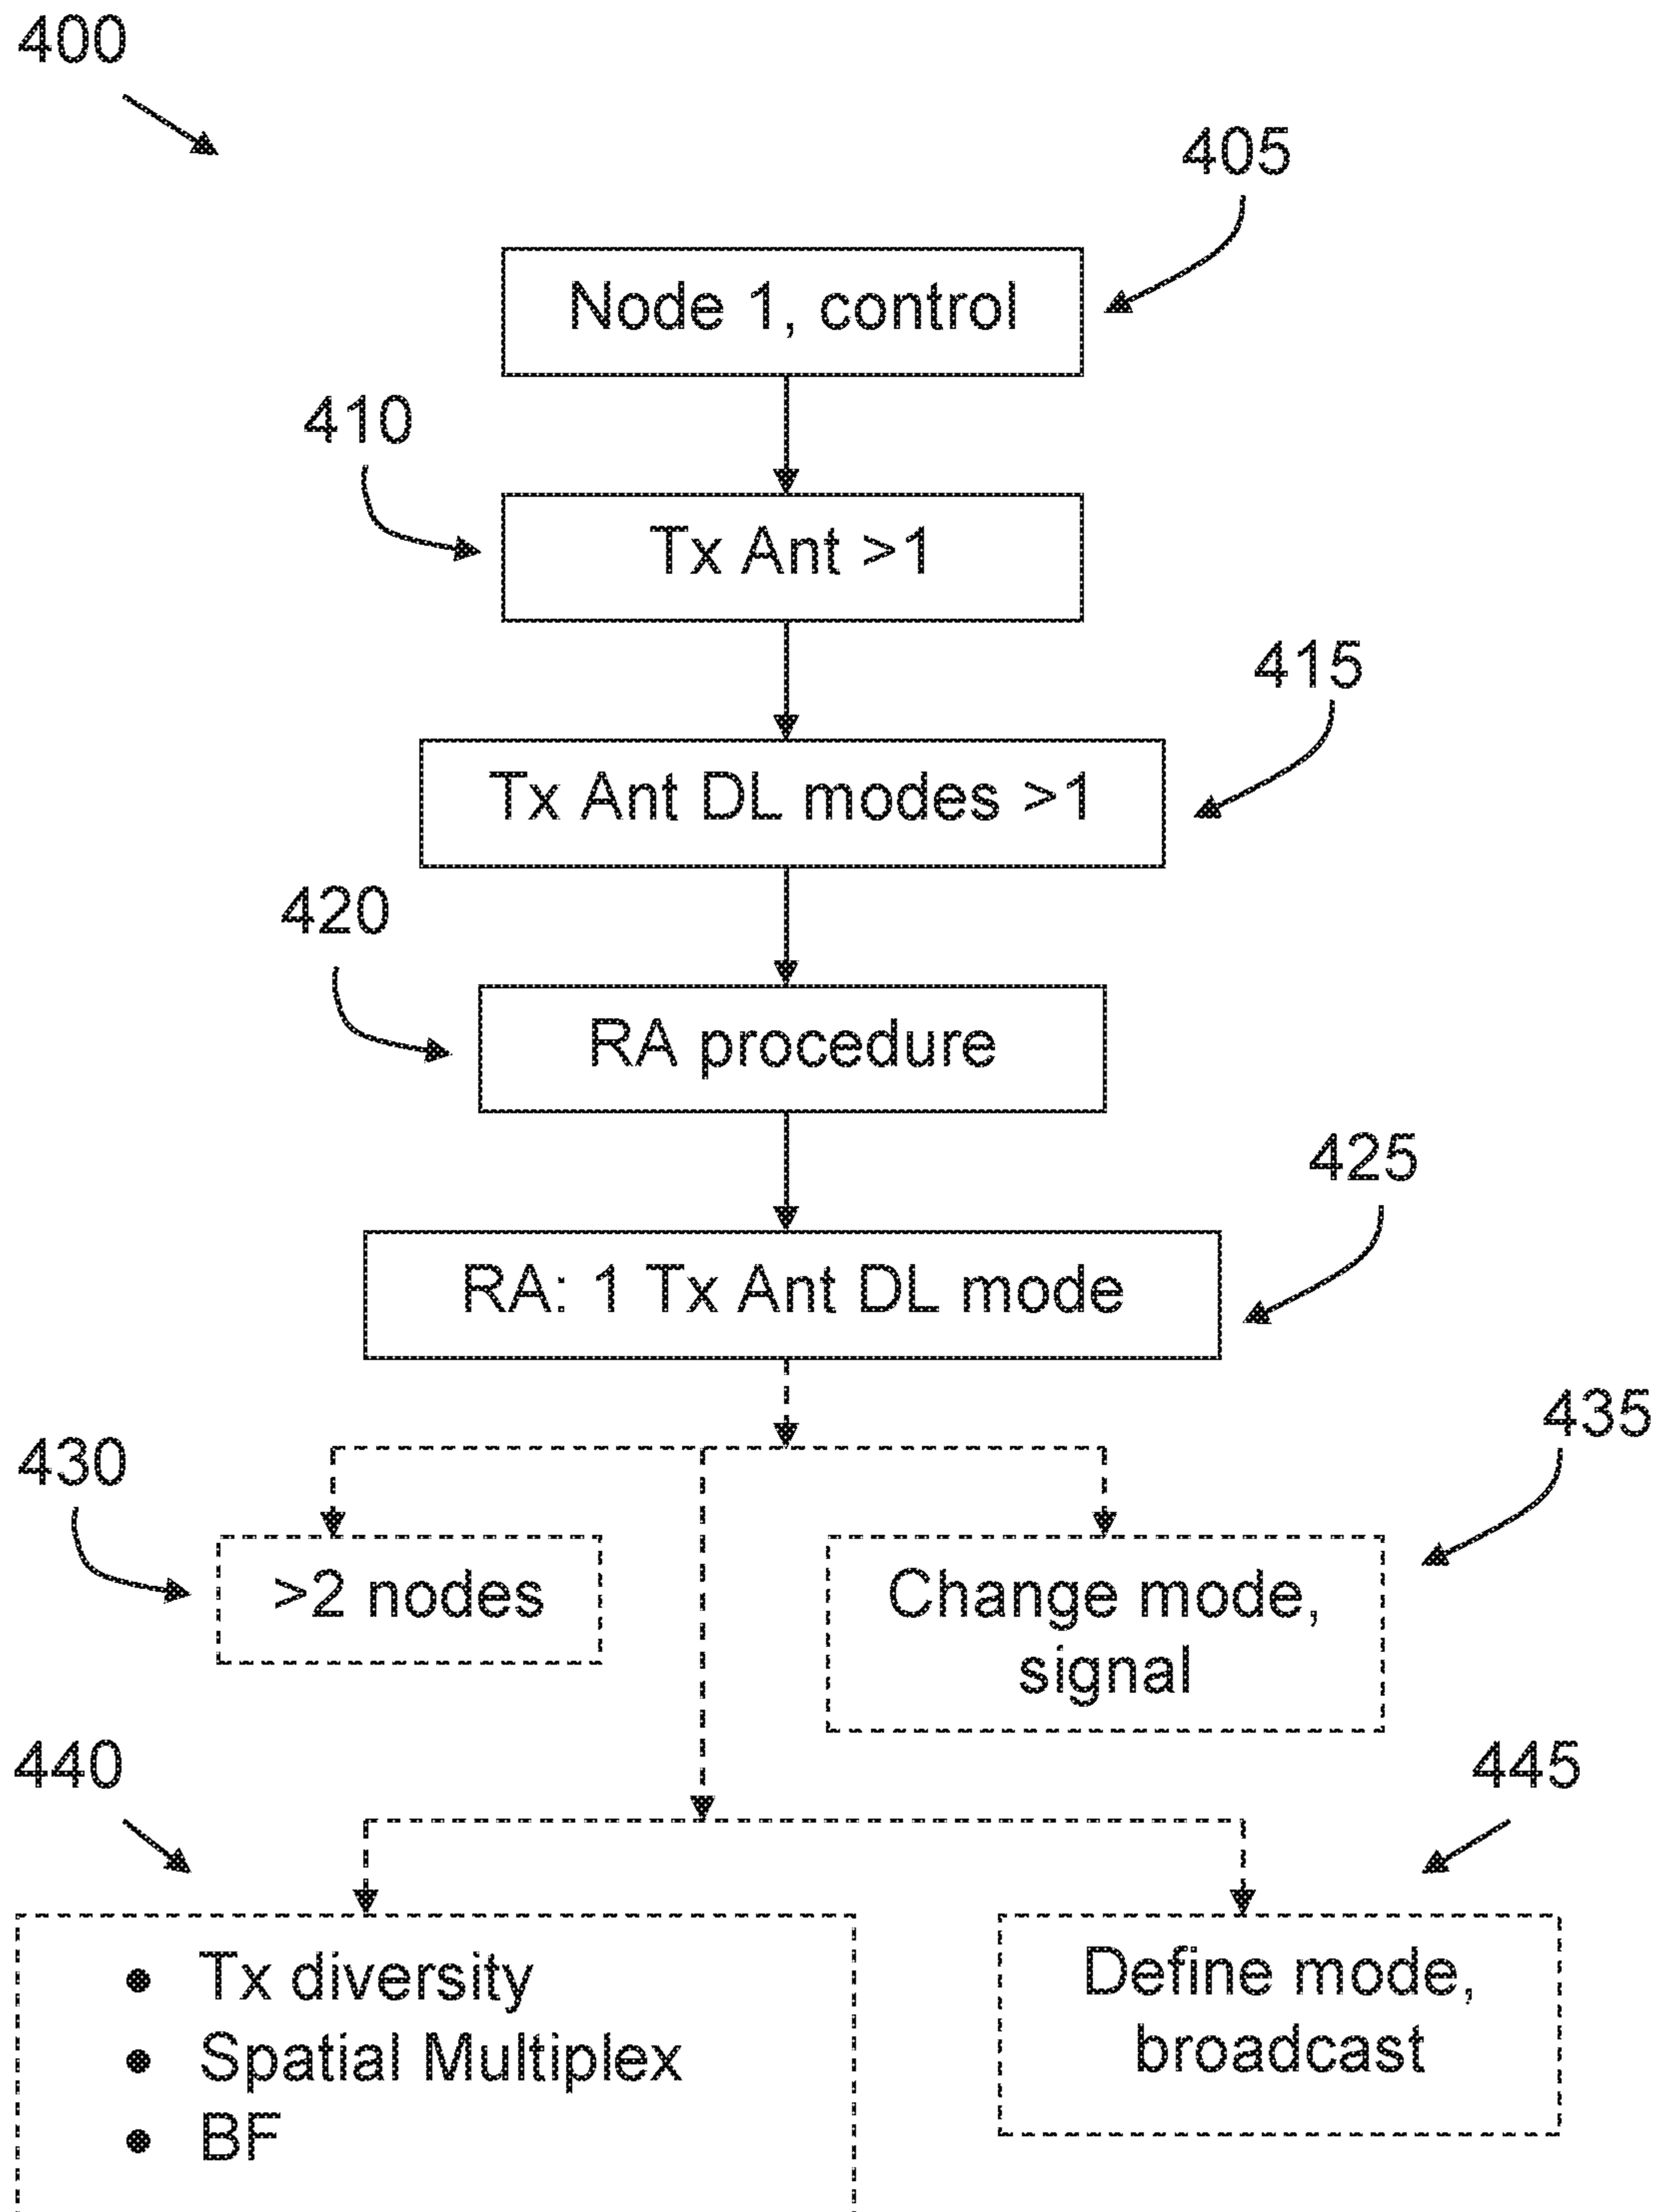 400
405
Node 1, control
410
Tx Ant >1
415
Tx Ant DL modes >1
420
RA procedure
425
RA: 1 Tx Ant DL mode
435
430
>2 nodes
Change mode,
signal
440
445
• Tx diversity
• Spatial Multiplex
• BF
Define mode,
broadcast